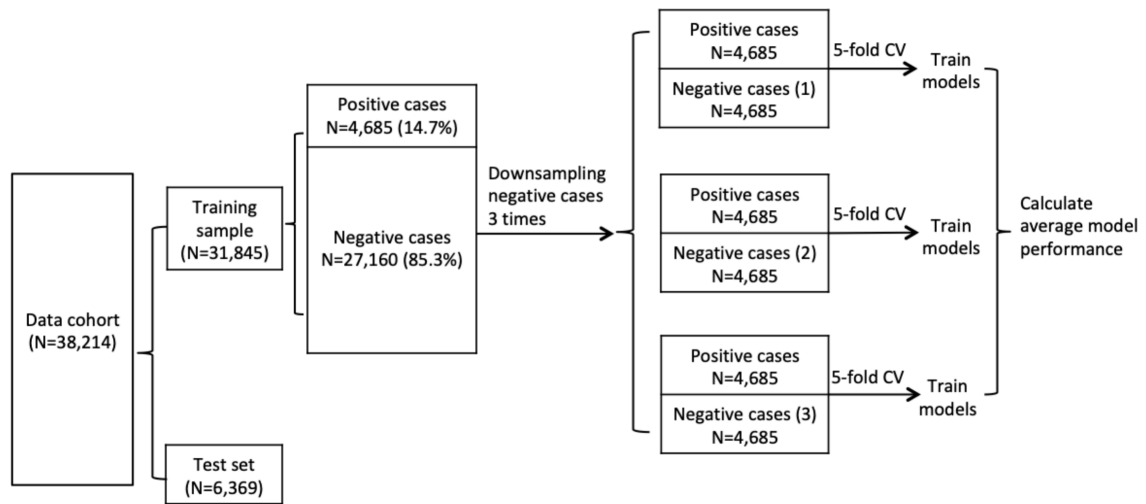 Data cohort
(N=38,214)
Training
sample
(N=31,845)
Test set
(N=6,369)
Positive cases
N=4,685 (14.7%)
Negative cases
N=27,160 (85.3%)
Downsampling
negative cases
3 times
Positive cases
N=4,685
Negative cases (1)
N=4,685
5-fold CV
Train
models
Positive cases
N=4,685
Negative cases (2)
N=4,685
5-fold CV
Train
models
Positive cases
N=4,685
Negative cases (3)
N=4,685
5-fold CV
Train
models
Calculate
average model
performance